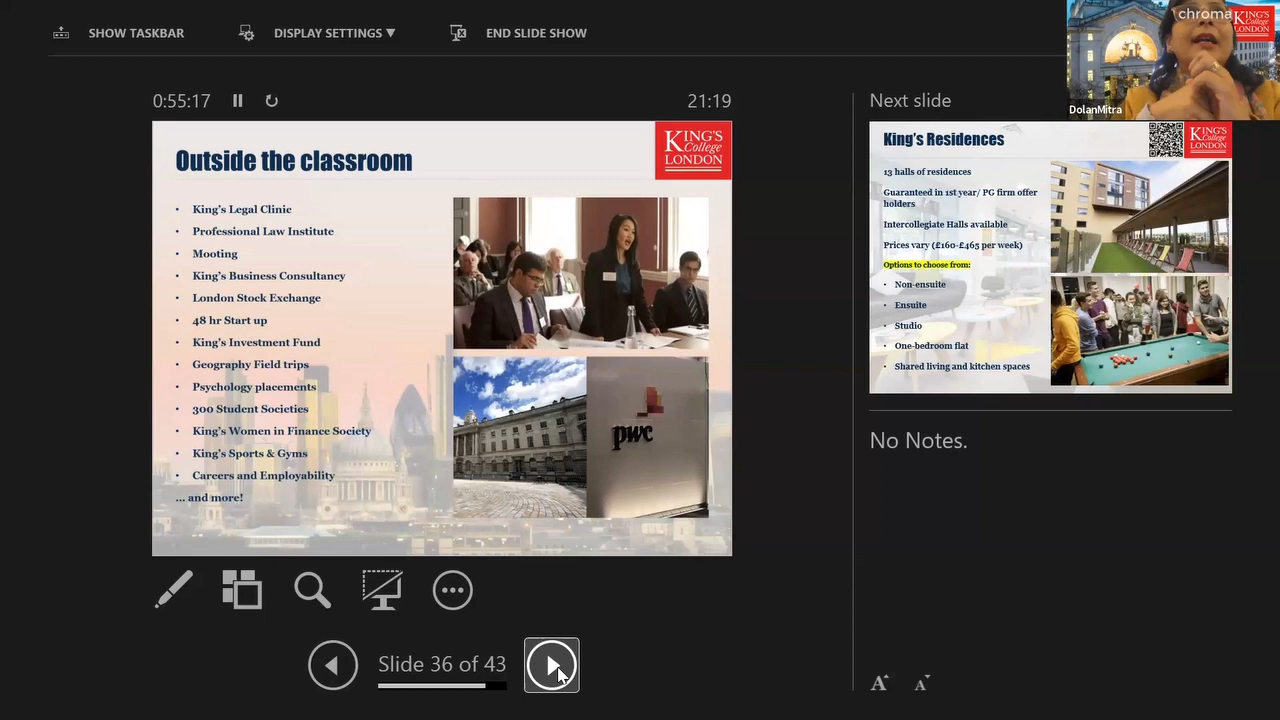 SHOW TASKBAR
DISPLAY SETTINGS ▼
END SLIDE SHOW
chroma
KING'S
College
LONDON
DolanMitra
0:55:17
21:19
Outside the classroom
KING'S
College
LONDON
• King's Legal Clinic
• Professional Law Institute
• Mooting
• King's Business Consultancy
• London Stock Exchange
• 48 hr Start up
• King's Investment Fund
• Geography Field trips
• Psychology placements
• 300 Student Societies
• King's Women in Finance Society
• King's Sports & Gyms
• Careers and Employability
... and more!
pwc
Slide 36 of 43
Next slide
King's Residences
KING'S
College
LONDON
13 halls of residences
Guaranteed in 1st year/ PG firm offer
holders
Intercollegiate Halls available
Prices vary (£160-£465 per week)
Options to choose from:
• Non-ensuite
• Ensuite
• Studio
• One-bedroom flat
• Shared living and kitchen spaces
No Notes.
A A